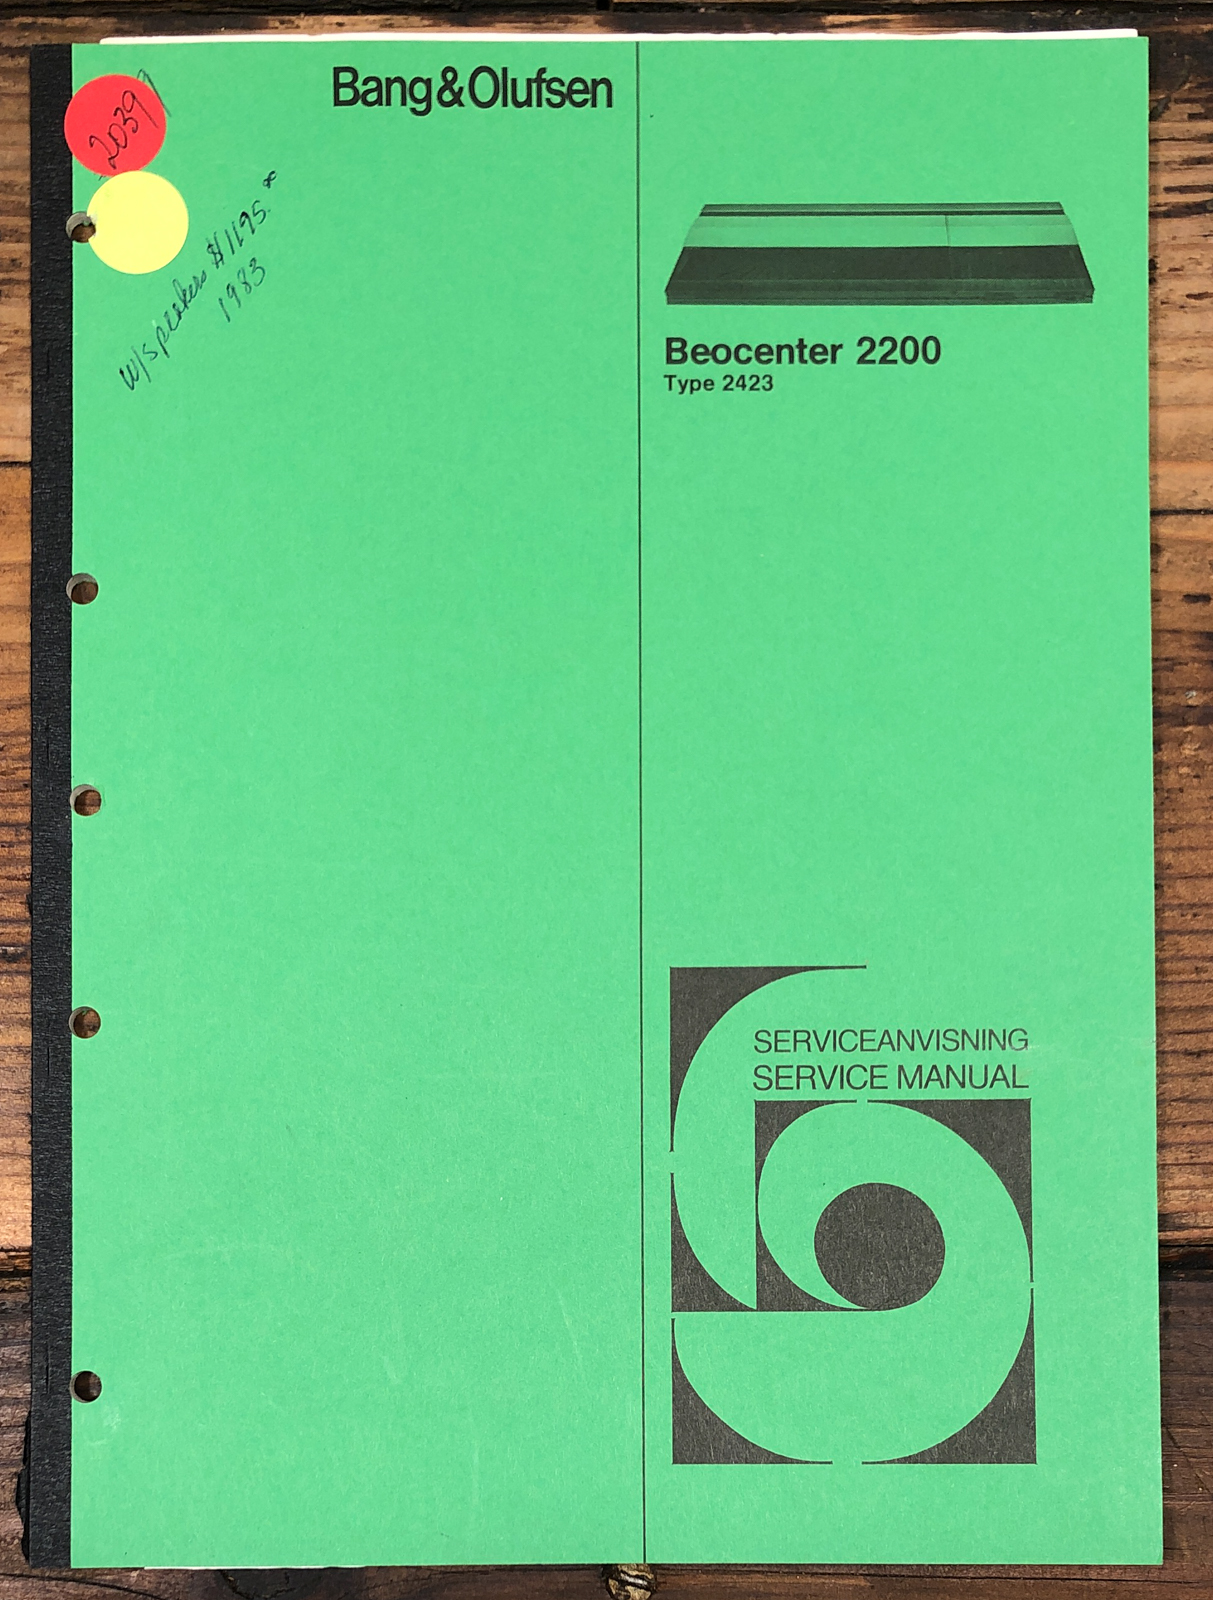 Bang&Olufsen
2039
w/speakers $1195.∞
1983
Beocenter 2200
Type 2423
SERVICEANVISNING
SERVICE MANUAL